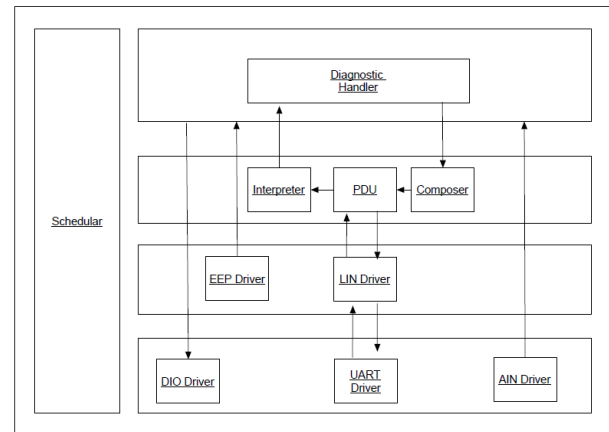 Diagnostic
Handler
Interpreter
PDU
Composer
Schedular
EEP Driver
LIN Driver
DIO Driver
UART
Driver
AIN Driver